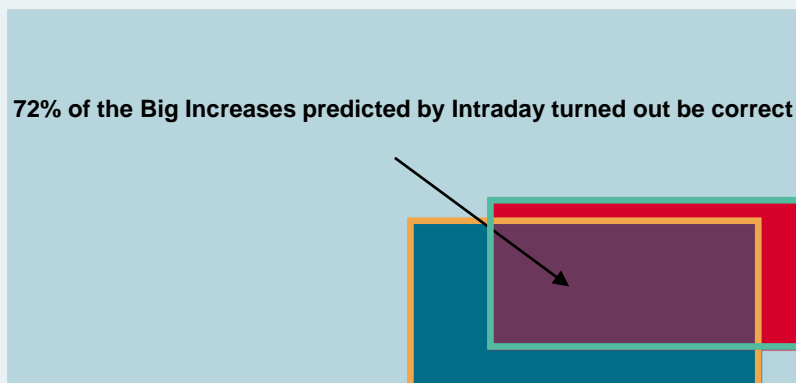 72% of the Big Increases predicted by Intraday turned out be correct